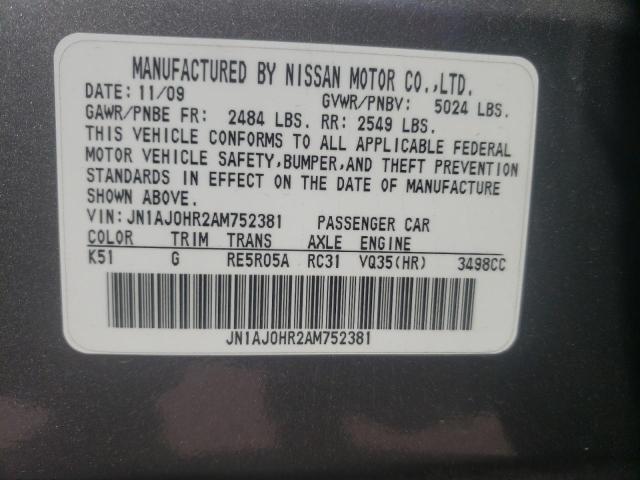 MANUFACTURED BY NISSAN MOTOR CO.,LTD.
DATE: 11/09 GVWR/PNBV: 5024 LBS.
GAWR/PNBE FR: 2484 LBS. RR: 2549 LBS.
THIS VEHICLE CONFORMS TO ALL APPLICABLE FEDERAL
MOTOR VEHICLE SAFETY,BUMPER,AND THEFT PREVENTION
STANDARDS IN EFFECT ON THE DATE OF MANUFACTURE
SHOWN ABOVE.
VIN: JN1AJ0HR2AM752381 PASSENGER CAR
COLOR TRIM TRANS AXLE ENGINE
K51 G RE5R05A RC31 VQ35(HR) 3498CC
JN1AJ0HR2AM752381